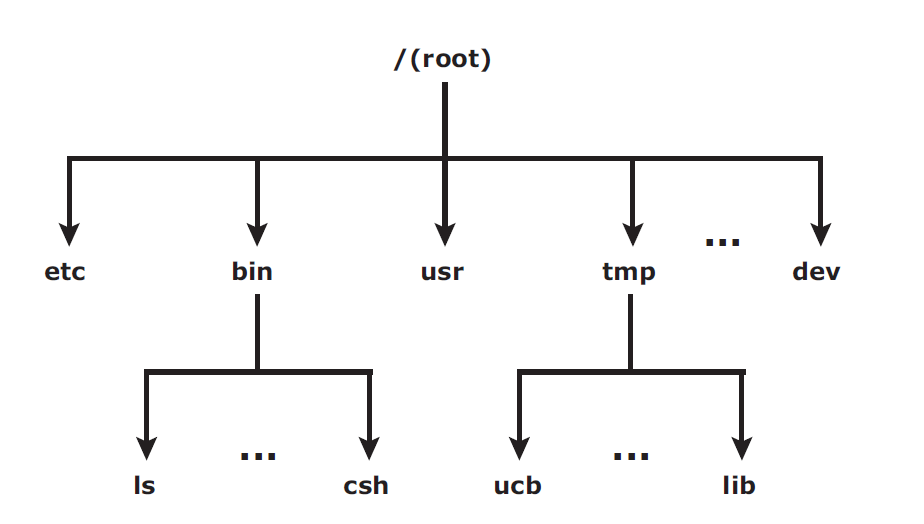 /(root)
etc bin usr tmp ... dev
ls ... csh ucb ... lib